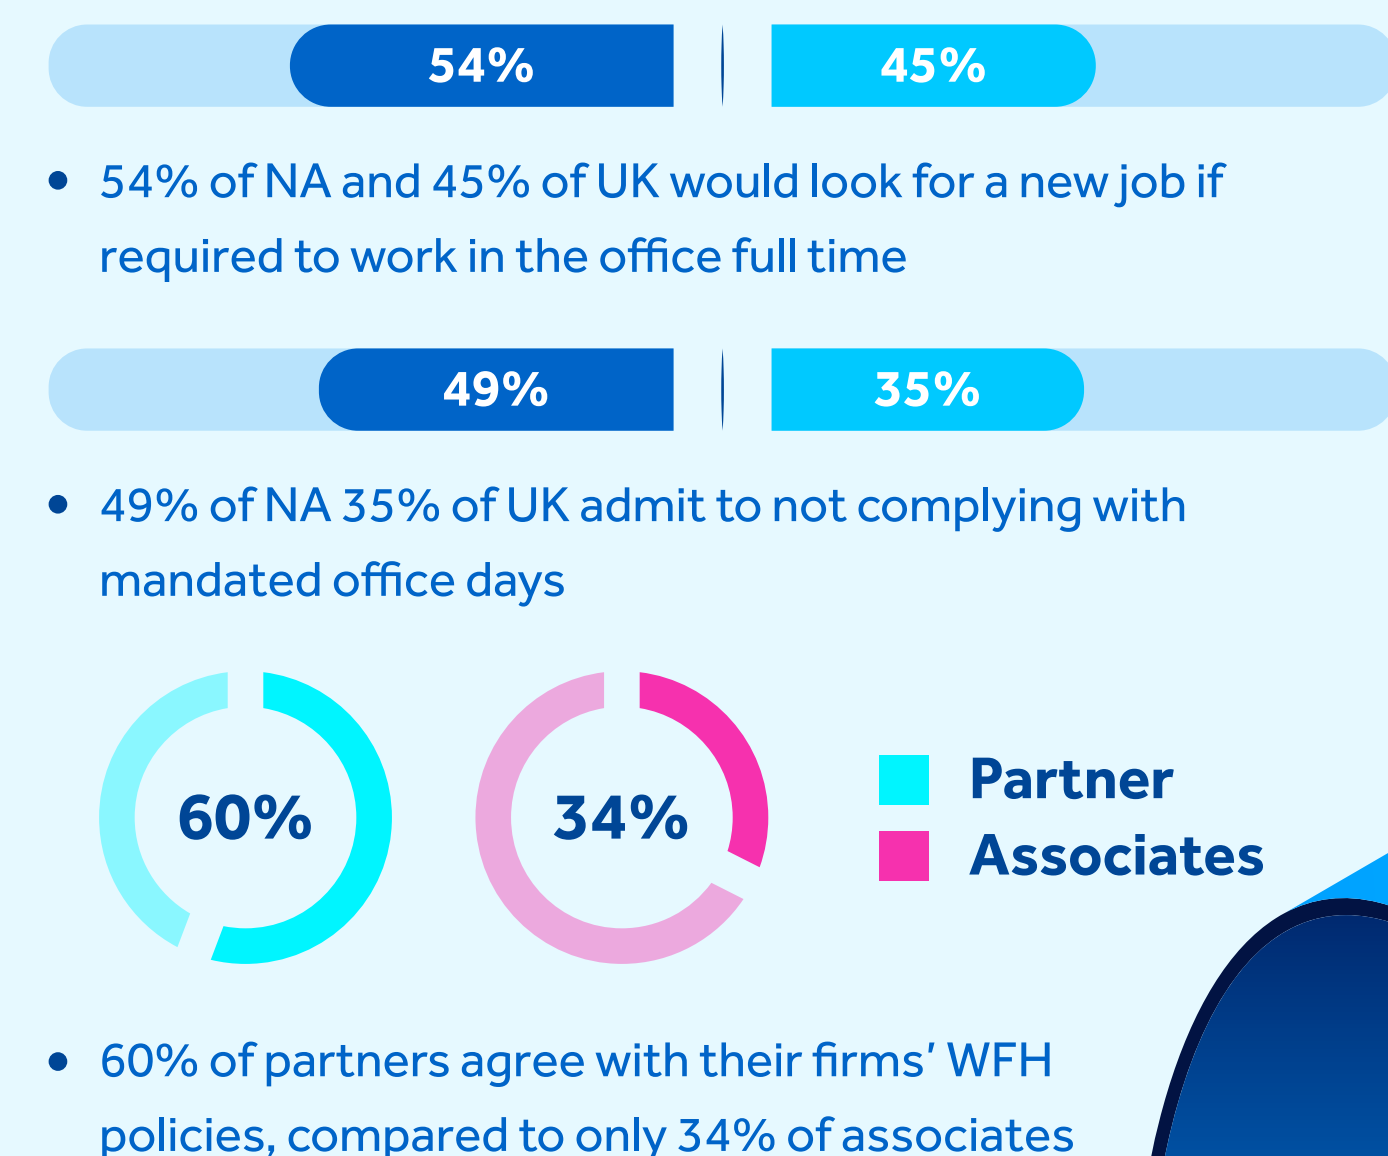 54% 45%
• 54% of NA and 45% of UK would look for a new job if
required to work in the office full time
49% 35%
• 49% of NA 35% of UK admit to not complying with
mandated office days
60% 34%
Partner
Associates
• 60% of partners agree with their firms’ WFH
policies, compared to only 34% of associates